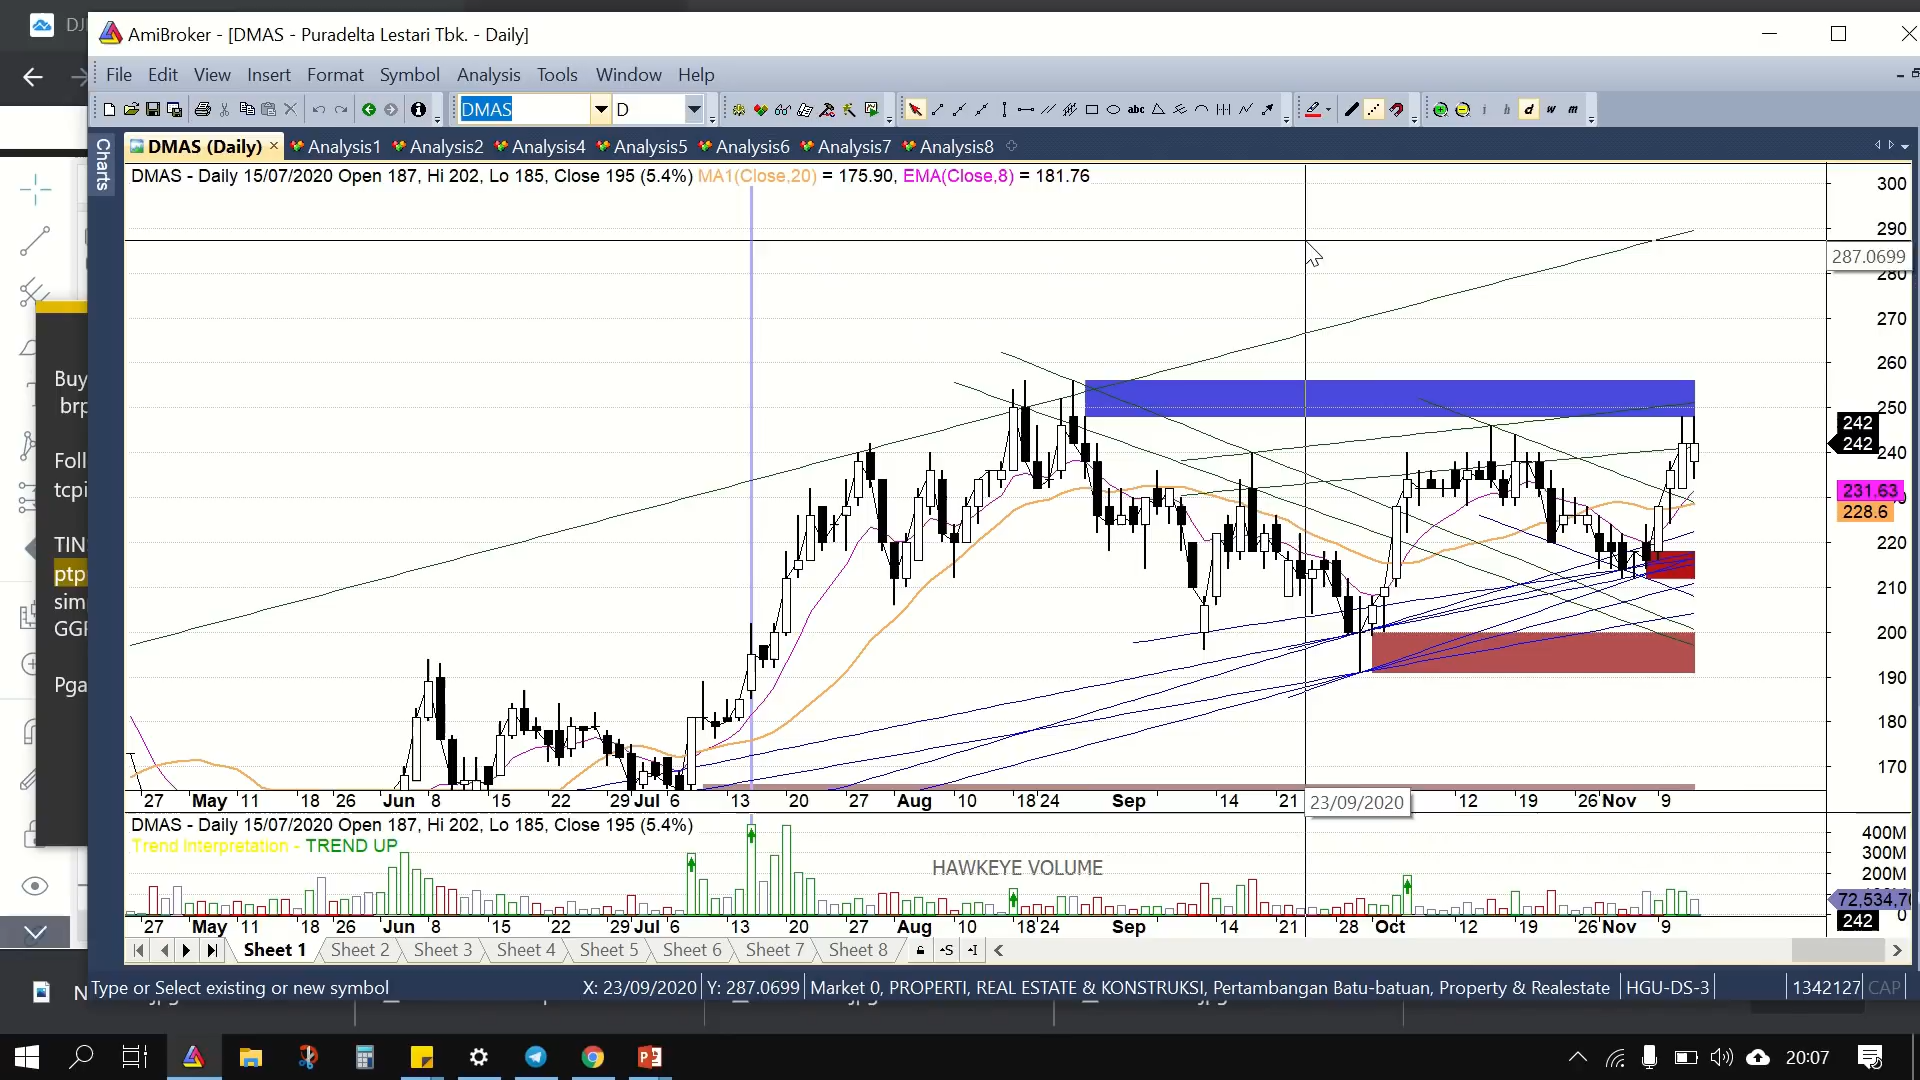 AmiBroker - [DMAS - Puradelta Lestari Tbk. - Daily]
File Edit View Insert Format Symbol Analysis Tools Window Help
DMAS D abc i h d w m
Charts
DMAS (Daily) Analysis1 Analysis2 Analysis4 Analysis5 Analysis6 Analysis7 Analysis8
DMAS - Daily 15/07/2020 Open 187, Hi 202, Lo 185, Close 195 (5.4%) MA1(Close,20) = 175.90, EMA(Close,8) = 181.76
300
290
287.0699
280
270
260
250
242
242
240
231.63
228.6
220
210
200
190
180
170
Buy
brp
Foll
tcpi
TIN
ptp
sim
GGR
Pga
27 May 11 18 26 Jun 8 15 22 29 Jul 6 13 20 27 Aug 10 18 24 Sep 14 21 23/09/2020 12 19 26 Nov 9
DMAS - Daily 15/07/2020 Open 187, Hi 202, Lo 185, Close 195 (5.4%)
Trend Interpretation - TREND UP
HAWKEYE VOLUME
400M
300M
200M
72,534,70
0
242
27 May 11 18 26 Jun 8 15 22 29 Jul 6 13 20 27 Aug 10 18 24 Sep 14 21 28 Oct 12 19 26 Nov 9
Sheet 1 Sheet 2 Sheet 3 Sheet 4 Sheet 5 Sheet 6 Sheet 7 Sheet 8
Type or Select existing or new symbol X: 23/09/2020 Y: 287.0699 Market 0, PROPERTI, REAL ESTATE & KONSTRUKSI, Pertambangan Batu-batuan, Property & Realestate HGU-DS-3 1342127 CAP
20:07